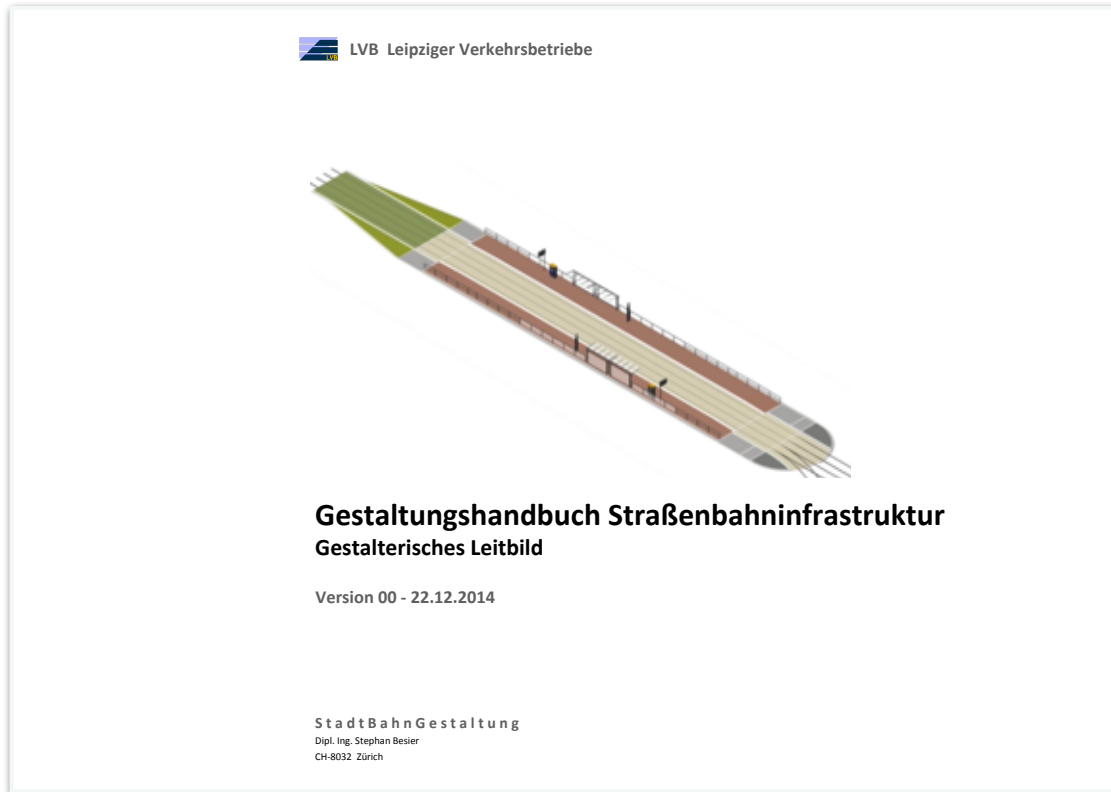 LVB
LVB Leipziger Verkehrsbetriebe
Gestaltungshandbuch Straßenbahninfrastruktur
Gestalterisches Leitbild
Version 00 - 22.12.2014
StadtBahnGestaltung
Dipl. Ing. Stephan Besier
CH-8032 Zürich